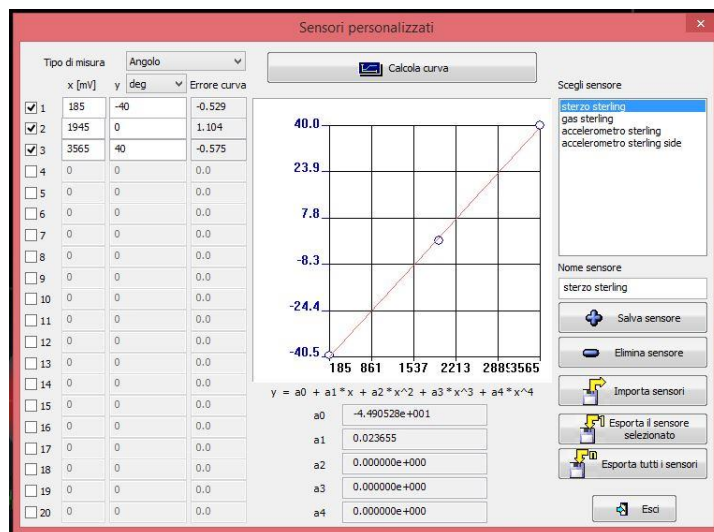 Sensori personalizzati
Tipo di misura Angolo
x [mV] y deg Errore curva
1 185 -40 -0.529
2 1945 0 1.104
3 3565 40 -0.575
4 0 0 0.0
5 0 0 0.0
6 0 0 0.0
7 0 0 0.0
8 0 0 0.0
9 0 0 0.0
10 0 0 0.0
11 0 0 0.0
12 0 0 0.0
13 0 0 0.0
14 0 0 0.0
15 0 0 0.0
16 0 0 0.0
17 0 0 0.0
18 0 0 0.0
19 0 0 0.0
20 0 0 0.0
Calcola curva
40.0
23.9
7.8
-8.3
-24.4
-40.5
185 861 1537 2213 2885 3565
y = a0 + a1*x + a2*x^2 + a3*x^3 + a4*x^4
a0 -4.490528e+001
a1 0.023655
a2 0.000000e+000
a3 0.000000e+000
a4 0.000000e+000
Scegli sensore
sterzo sterling
gas sterling
accelerometro sterling
accelerometro sterling side
Nome sensore
sterzo sterling
Salva sensore
Elimina sensore
Importa sensori
Esporta il sensore
selezionato
Esporta tutti i sensori
Esci